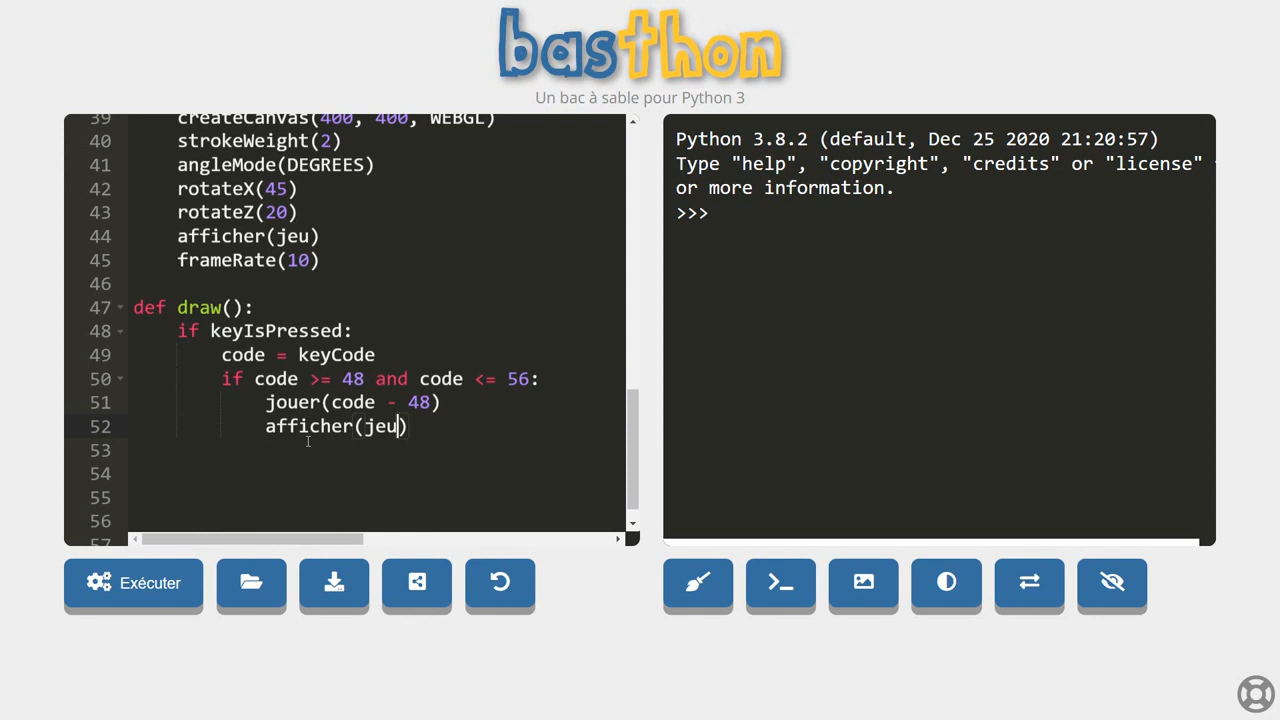 basthon
Un bac à sable pour Python 3
39 createCanvas(400, 400, WEBGL)
40 strokeWeight(2)
41 angleMode(DEGREES)
42 rotateX(45)
43 rotateZ(20)
44 afficher(jeu)
45 frameRate(10)
46
47 def draw():
48 if keyIsPressed:
49 code = keyCode
50 if code >= 48 and code <= 56:
51 jouer(code - 48)
52 afficher(jeu)
53
54
55
56
57
Python 3.8.2 (default, Dec 25 2020 21:20:57)
Type "help", "copyright", "credits" or "license"
or more information.
>>>
Exécuter